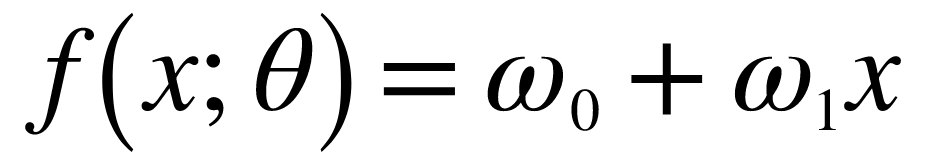 f(x; θ) = ω₀ + ω₁x